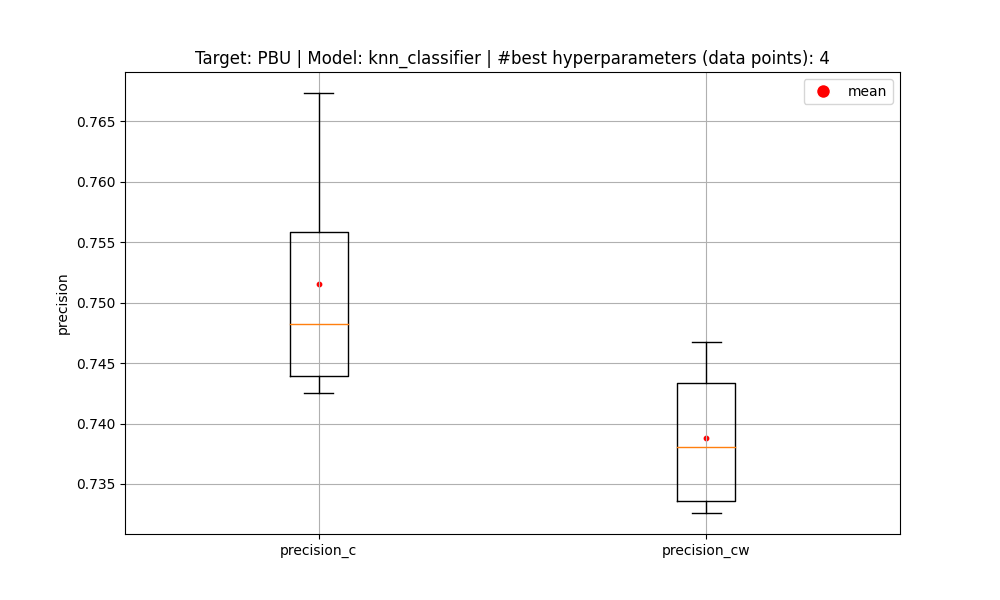 Target: PBU | Model: knn_classifier | #best hyperparameters (data points): 4
mean
0.765
0.760
0.755
0.750
0.745
0.740
0.735
precision
precision_c
precision_cw